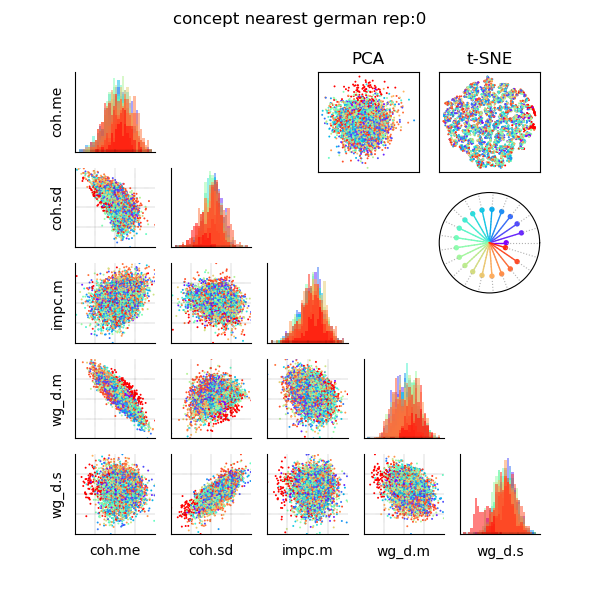 concept nearest german rep:0
PCA
t-SNE
coh.me
coh.sd
impc.m
wg_d.m
wg_d.s
coh.me
coh.sd
impc.m
wg_d.m
wg_d.s